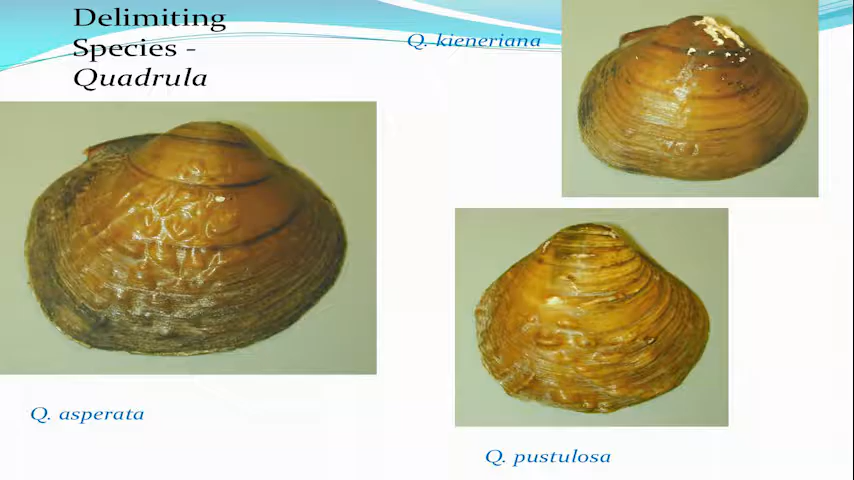 Delimiting
Species -
Quadrula
Q. kieneriana
Q. asperata
Q. pustulosa